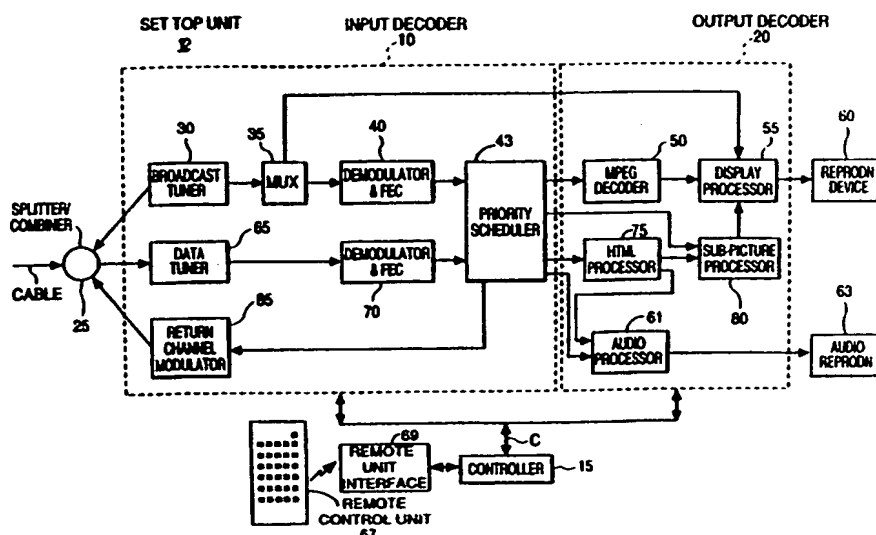 SET TOP UNIT
12
INPUT DECODER
10
OUTPUT DECODER
20
30
BROADCAST
TUNER
35
MUX
40
DEMODULATOR
& FEC
43
PRIORITY
SCHEDULER
50
MPEG
DECODER
55
DISPLAY
PROCESSOR
60
REPRODN
DEVICE
SPLITTER/
COMBINER
CABLE
25
65
DATA
TUNER
DEMODULATOR
& FEC
70
75
HTML
PROCESSOR
SUB-PICTURE
PROCESSOR
80
85
RETURN
CHANNEL
MODULATOR
61
AUDIO
PROCESSOR
63
AUDIO
REPRODN
69
REMOTE
UNIT
INTERFACE
C
CONTROLLER
15
REMOTE
CONTROL UNIT
67